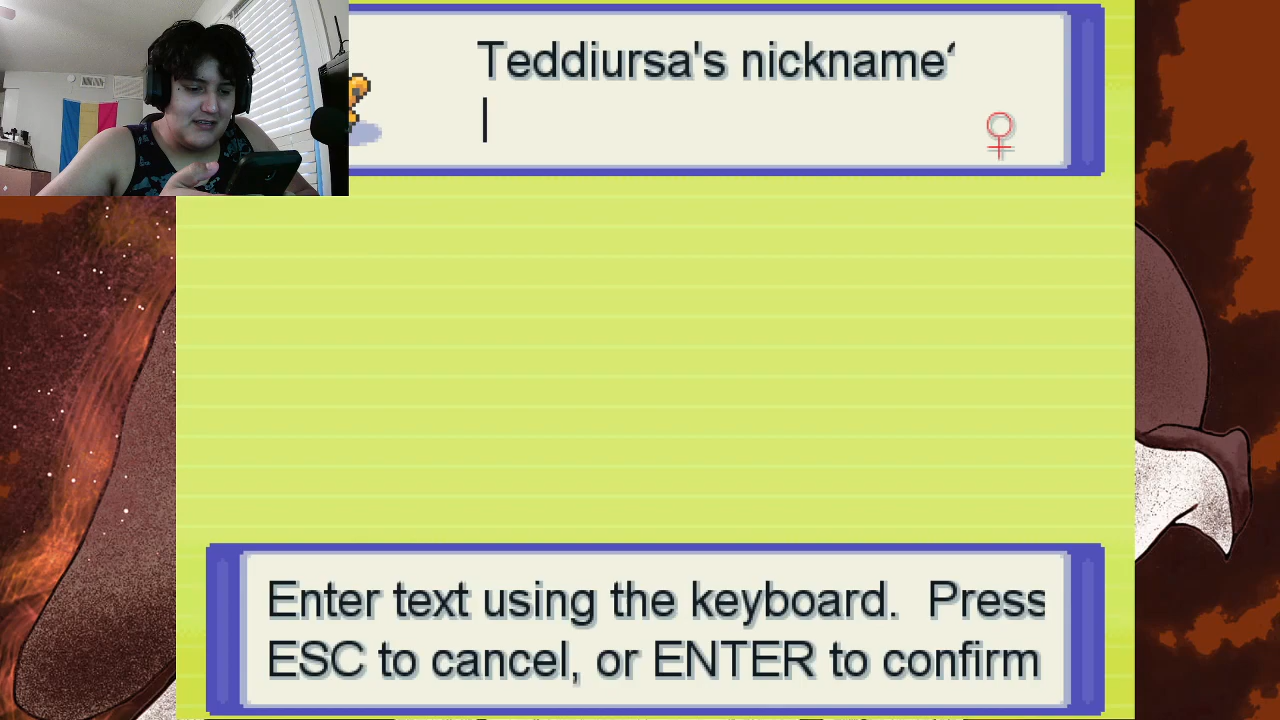 Teddiursa's nickname?
Enter text using the keyboard. Press
ESC to cancel, or ENTER to confirm